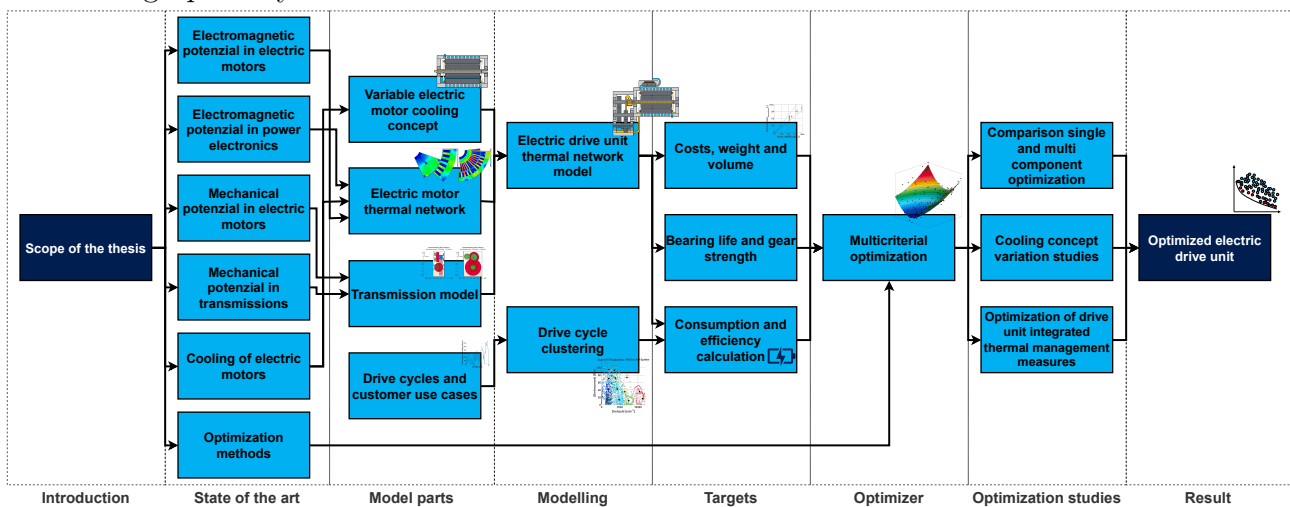 Scope of the thesis
Electromagnetic
potenzial in electric
motors
Electromagnetic
potenzial in power
electronics
Mechanical
potenzial in electric
motors
Mechanical
potenzial in
transmissions
Cooling of electric
motors
Optimization
methods
Variable electric
motor cooling
concept
Electric motor
thermal network
Transmission model
Drive cycles and
customer use cases
Electric drive unit
thermal network
model
Drive cycle
clustering
Costs, weight and
volume
Bearing life and gear
strength
Consumption and
efficiency
calculation
Multicriterial
optimization
Comparison single
and multi
component
optimization
Cooling concept
variation studies
Optimization of drive
unit integrated
thermal management
measures
Optimized electric
drive unit
Introduction
State of the art
Model parts
Modelling
Targets
Optimizer
Optimization studies
Result